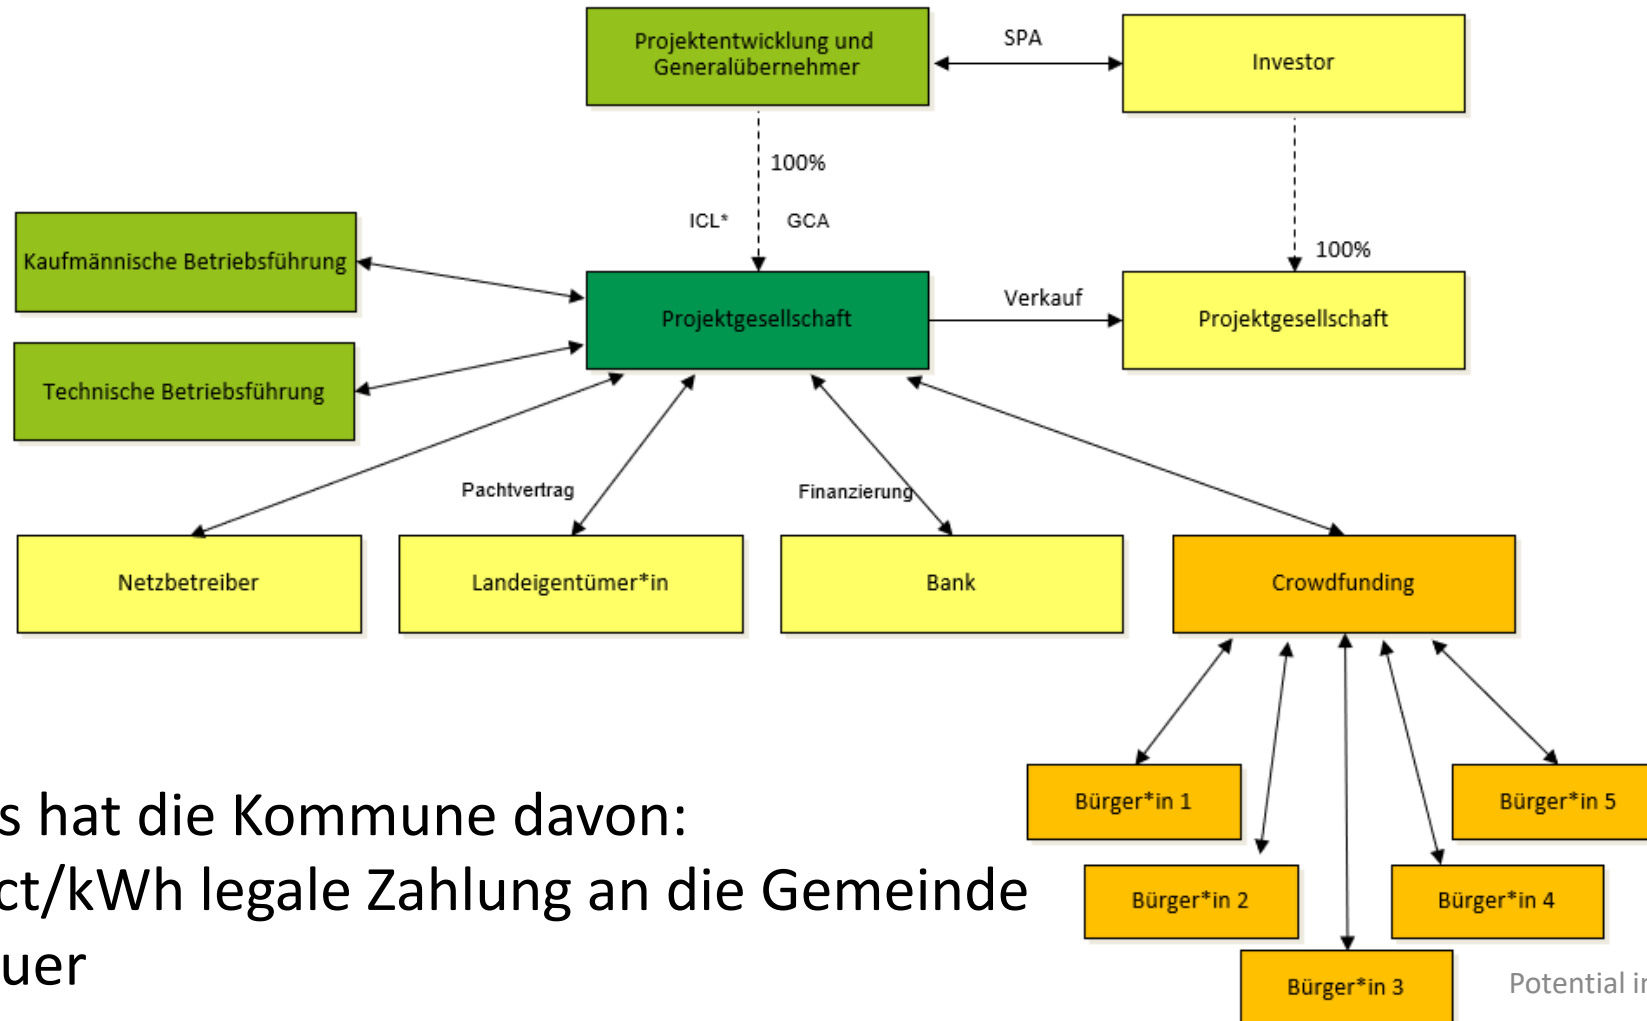 Projektentwicklung und
Generalübernehmer
SPA
Investor
100%
ICL*
GCA
100%
Kaufmännische Betriebsführung
Projektgesellschaft
Verkauf
Projektgesellschaft
Technische Betriebsführung
Pachtvertrag
Finanzierung
Netzbetreiber
Landeigentümer*in
Bank
Crowdfunding
Bürger*in 1
Bürger*in 5
Bürger*in 2
Bürger*in 4
Bürger*in 3
s hat die Kommune davon:
ct/kWh legale Zahlung an die Gemeinde
uer
Potential in